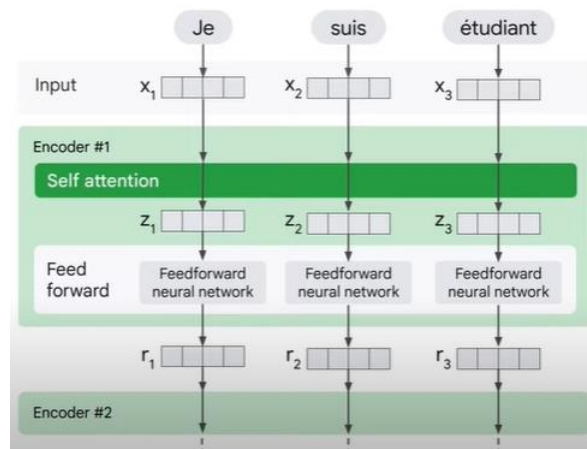 Je suis étudiant
Input x1 x2 x3
Encoder #1
Self attention
z1 z2 z3
Feed
forward
Feedforward
neural network
Feedforward
neural network
Feedforward
neural network
r1 r2 r3
Encoder #2